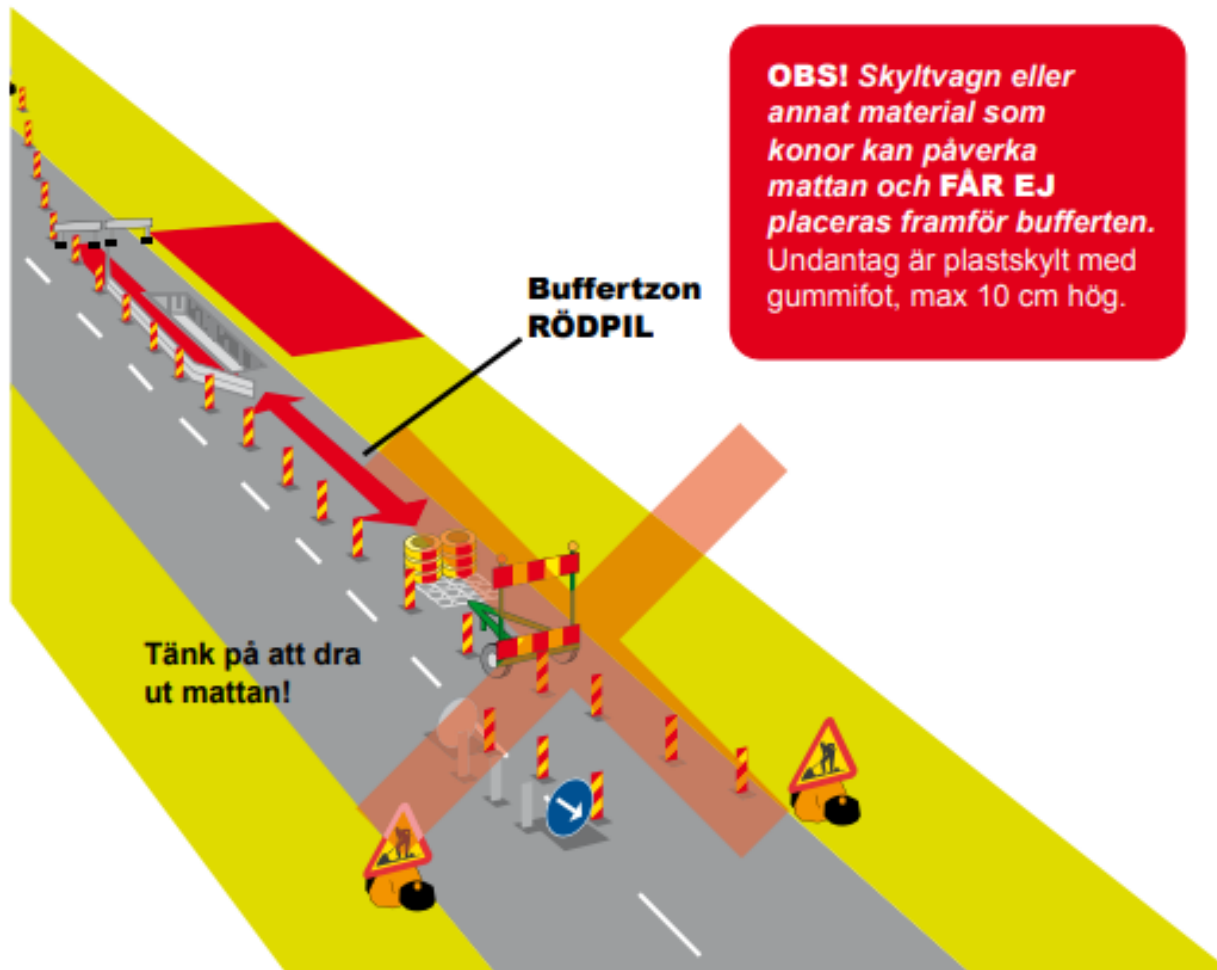 OBS! Skyltvagn eller
annat material som
konor kan påverka
mattan och FÅR EJ
placeras framför bufferten.
Undantag är plastskylt med
gummifot, max 10 cm hög.
Buffertzon
RÖDPIL
Tänk på att dra
ut mattan!